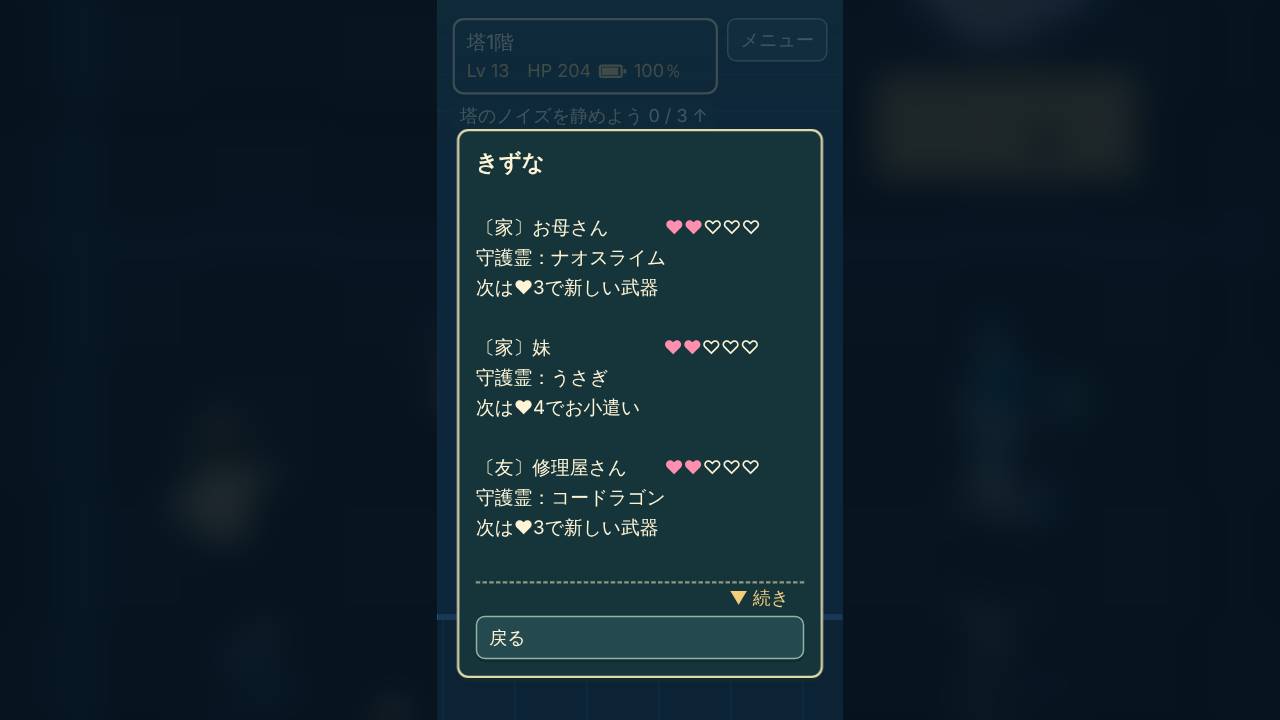 塔1階
メニュー
Lv 13 HP 204 100%
塔のノイズを静めよう 0 / 3 ↑
きずな
〔家〕お母さん ♥♥♡♡♡
守護霊：ナオスライム
次は♥3で新しい武器
〔家〕妹 ♥♥♡♡♡
守護霊：うさぎ
次は♥4でお小遣い
〔友〕修理屋さん ♥♥♡♡♡
守護霊：コードラゴン
次は♥3で新しい武器
▼ 続き
戻る